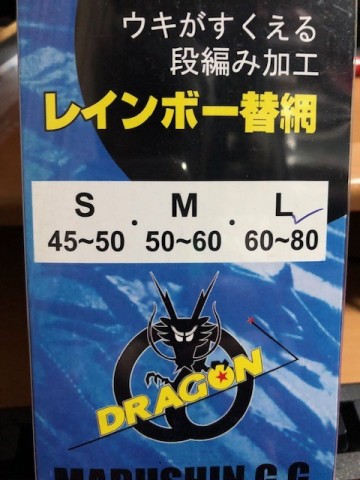 ウキがすくえる
段編み加工
レインボー替網
S ・ M ・ L
45~50 50~60 60~80
DRAGON
MARUSHIN C.G